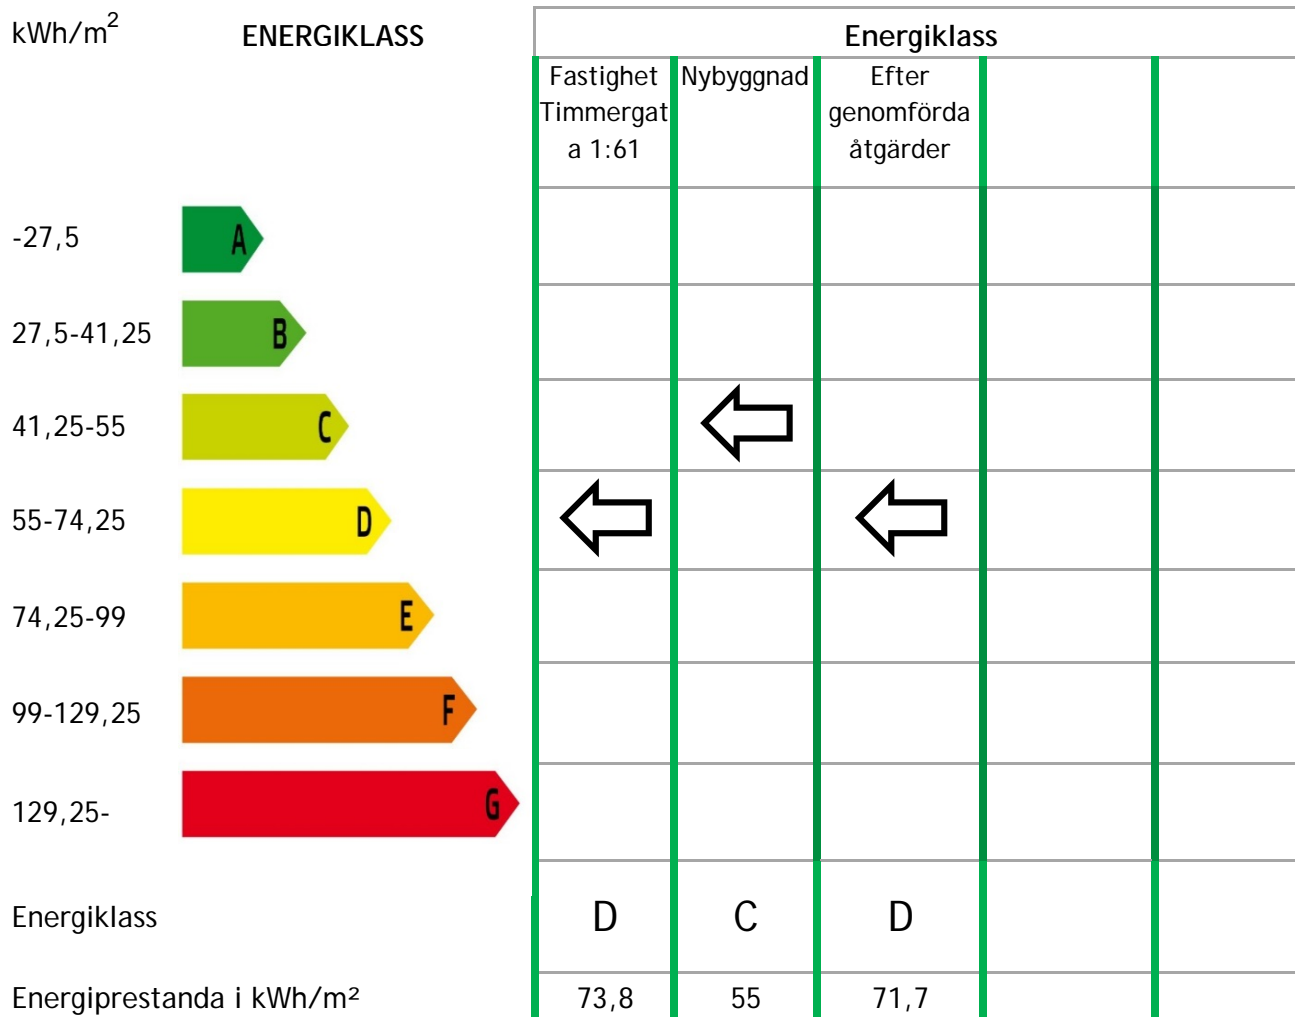 kWh/m²
ENERGIKLASS
Energiklass
Fastighet
Timmergat
a 1:61
Nybyggnad
Efter
genomförda
åtgärder
-27,5
A
27,5-41,25
B
41,25-55
C
55-74,25
D
74,25-99
E
99-129,25
F
129,25-
G
Energiklass D C D
Energiprestanda i kWh/m² 73,8 55 71,7